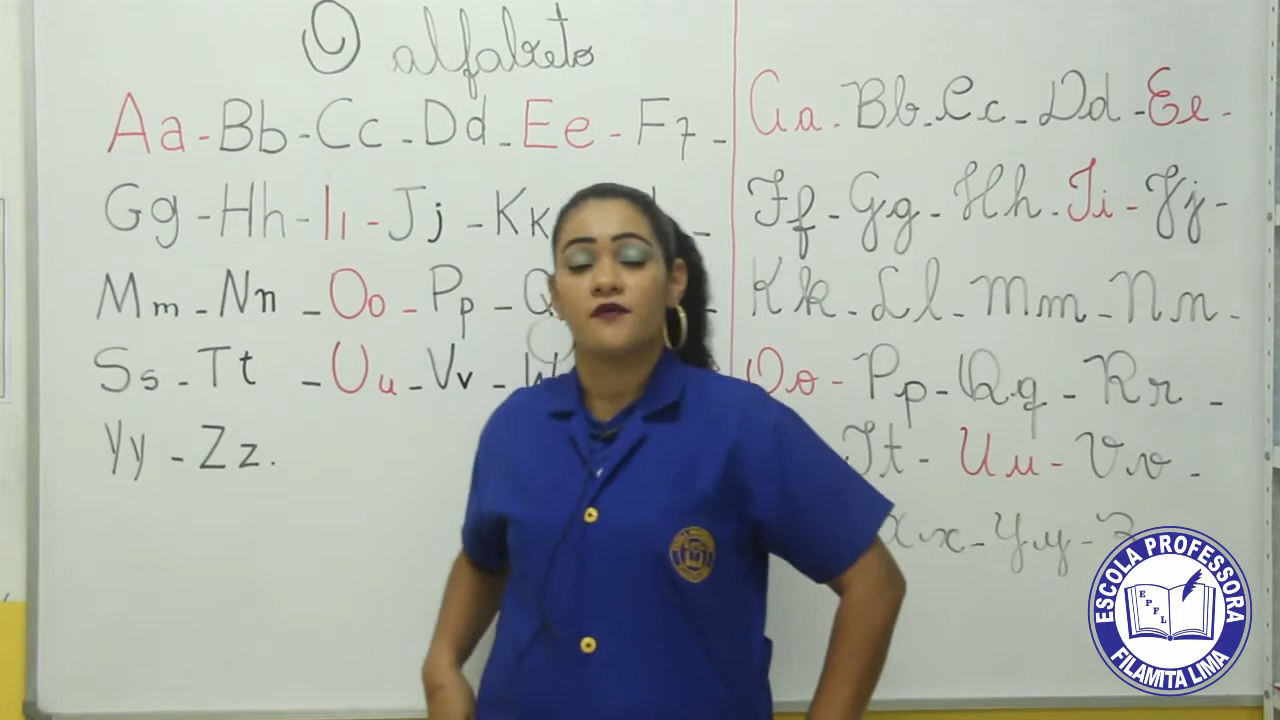 O alfabeto
Aa - Bb - Cc - Dd - Ee - Ff -
Gg - Hh - Iı - Jj - Kk -
Mm - Nn - Oo - Pp - Q
Ss - Tt - Uu - Vv - W
Yy - Zz.
Aa - Bb - Cc - Dd - Ee -
Ff - Gg - Hh - Ii - Jj -
Kk - Ll - Mm - Nn -
Oo - Pp - Qq - Rr -
Tt - Uu - Vv -
Xx - Yy - Z
ESCOLA PROFESSORA
EPFL
FILAMITA LIMA